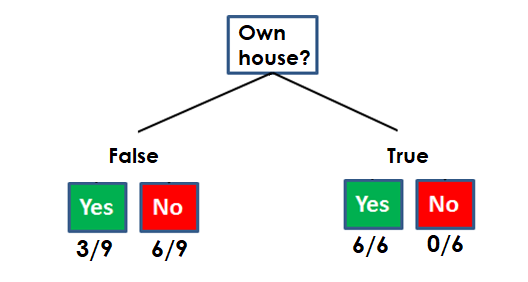 Own
house?
False
True
Yes
No
Yes
No
3/9
6/9
6/6
0/6